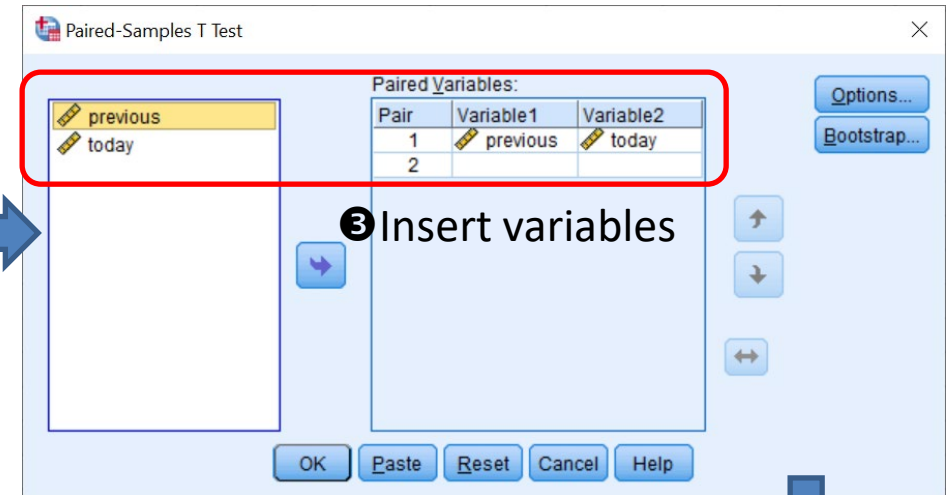 Paired-Samples T Test
Paired Variables:
previous
today
Pair Variable1 Variable2
1 previous today
2
Options...
Bootstrap...
❸Insert variables
OK Paste Reset Cancel Help